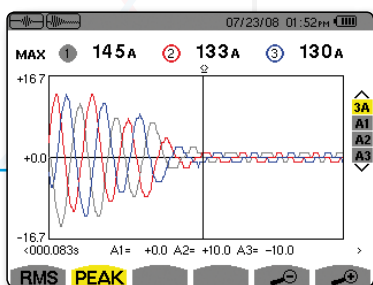 07/23/08 01:52PM
MAX 1 145A 2 133A 3 130A
+16.7
3A
A1
+0.0
A2
A3
-16.7
<000.083s A1= +0.0 A2= +10.0 A3= -10.0 >
RMS PEAK